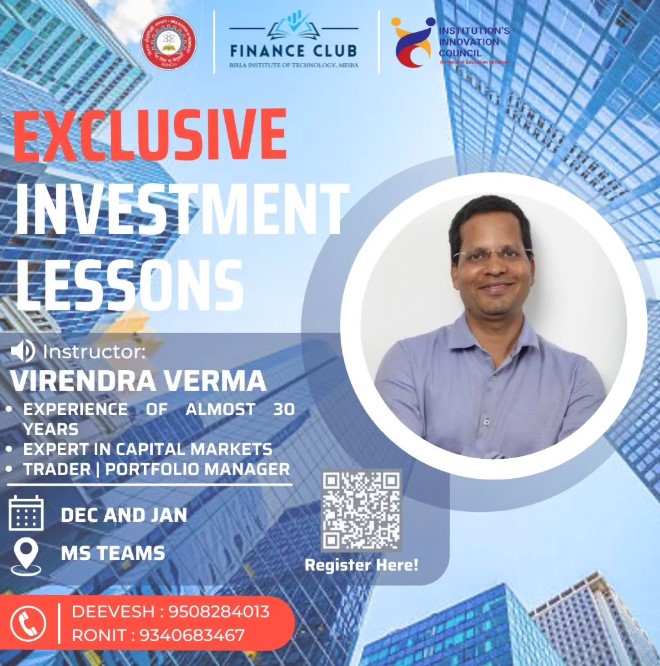 FINANCE CLUB
BIRLA INSTITUTE OF TECHNOLOGY, MESRA
INSTITUTION'S
INNOVATION
COUNCIL
EXCLUSIVE
INVESTMENT
LESSONS
Instructor:
VIRENDRA VERMA
• EXPERIENCE OF ALMOST 30
YEARS
• EXPERT IN CAPITAL MARKETS
• TRADER | PORTFOLIO MANAGER
DEC AND JAN
MS TEAMS
Register Here!
DEEVESH : 9508284013
RONIT : 9340683467